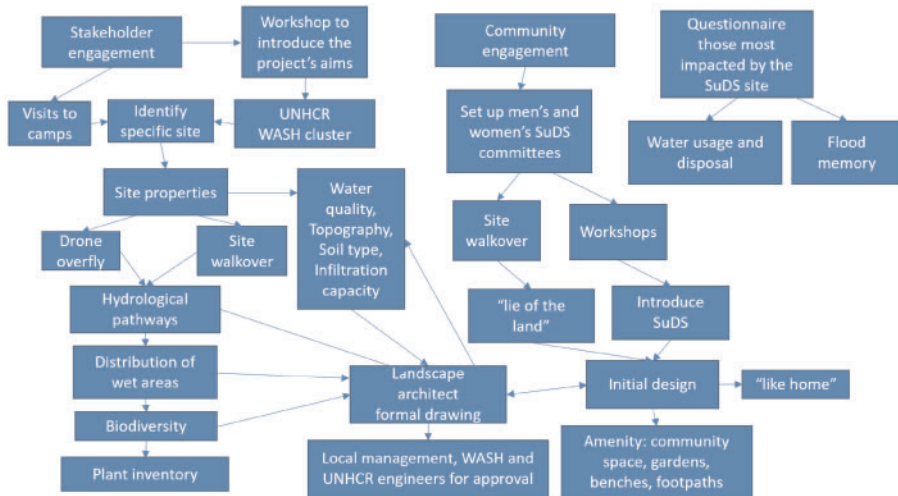 Stakeholder
engagement
Workshop to
introduce the
project's aims
Visits to
camps
Identify
specific site
UNHCR
WASH cluster
Site properties
Drone
overfly
Site
walkover
Water
quality,
Topography,
Soil type,
Infiltration
capacity
Hydrological
pathways
Distribution of
wet areas
Biodiversity
Plant inventory
Landscape
architect
formal drawing
Local management, WASH and
UNHCR engineers for approval
Community
engagement
Set up men's and
women's SuDS
committees
Site
walkover
Workshops
"lie of the
land"
Introduce
SuDS
Initial design
"like home"
Amenity: community
space, gardens,
benches, footpaths
Questionnaire
those most
impacted by the
SuDS site
Water usage and
disposal
Flood
memory